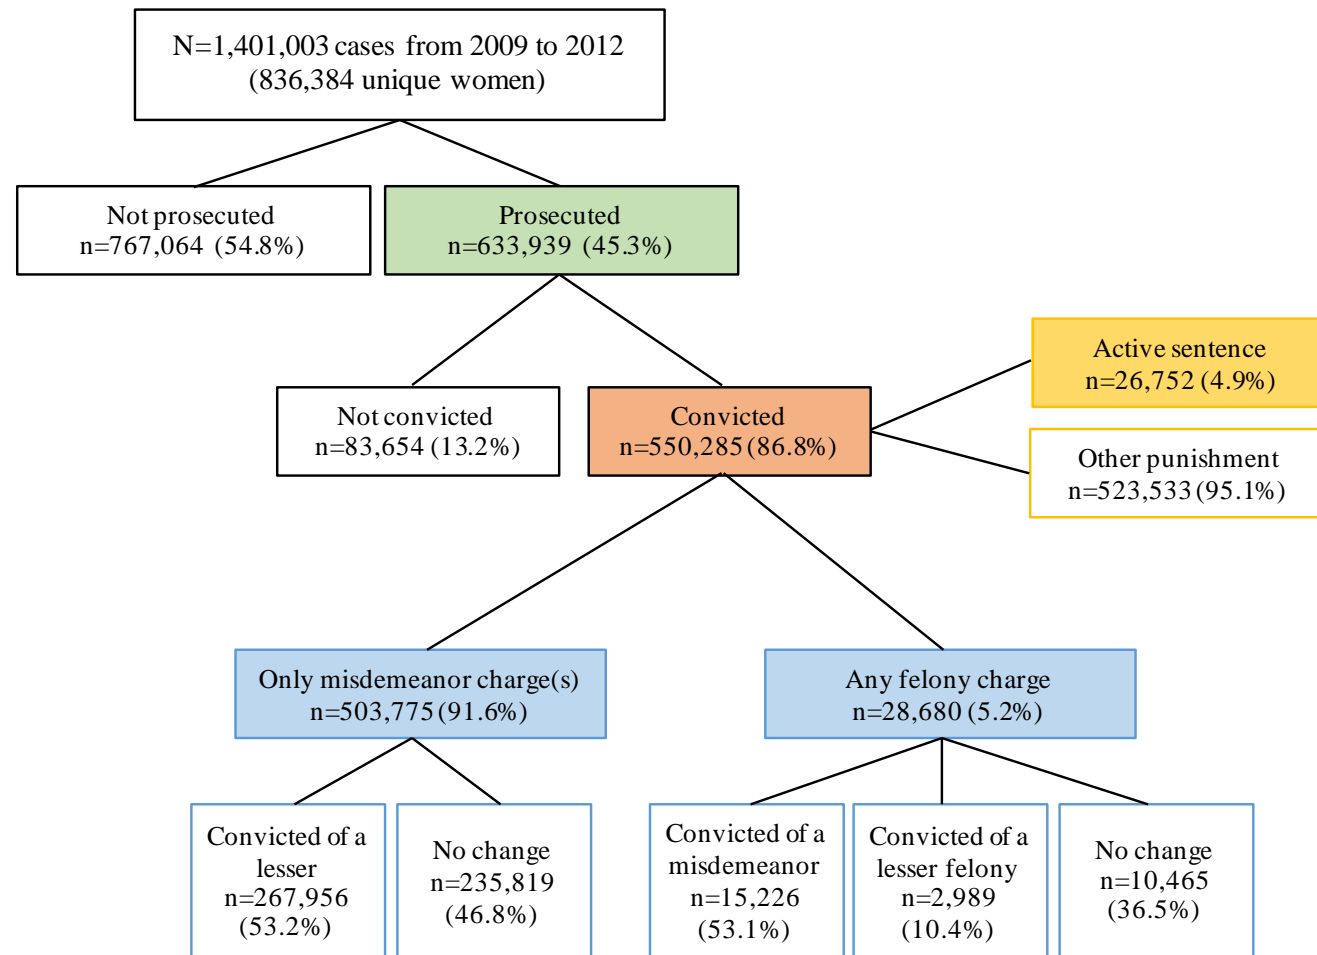 N=1,401,003 cases from 2009 to 2012
(836,384 unique women)
Not prosecuted
n=767,064 (54.8%)
Prosecuted
n=633,939 (45.3%)
Not convicted
n=83,654 (13.2%)
Convicted
n=550,285 (86.8%)
Active sentence
n=26,752 (4.9%)
Other punishment
n=523,533 (95.1%)
Only misdemeanor charge(s)
n=503,775 (91.6%)
Any felony charge
n=28,680 (5.2%)
Convicted of a
lesser
n=267,956
(53.2%)
No change
n=235,819
(46.8%)
Convicted of a
misdemeanor
n=15,226
(53.1%)
Convicted of a
lesser felony
n=2,989
(10.4%)
No change
n=10,465
(36.5%)